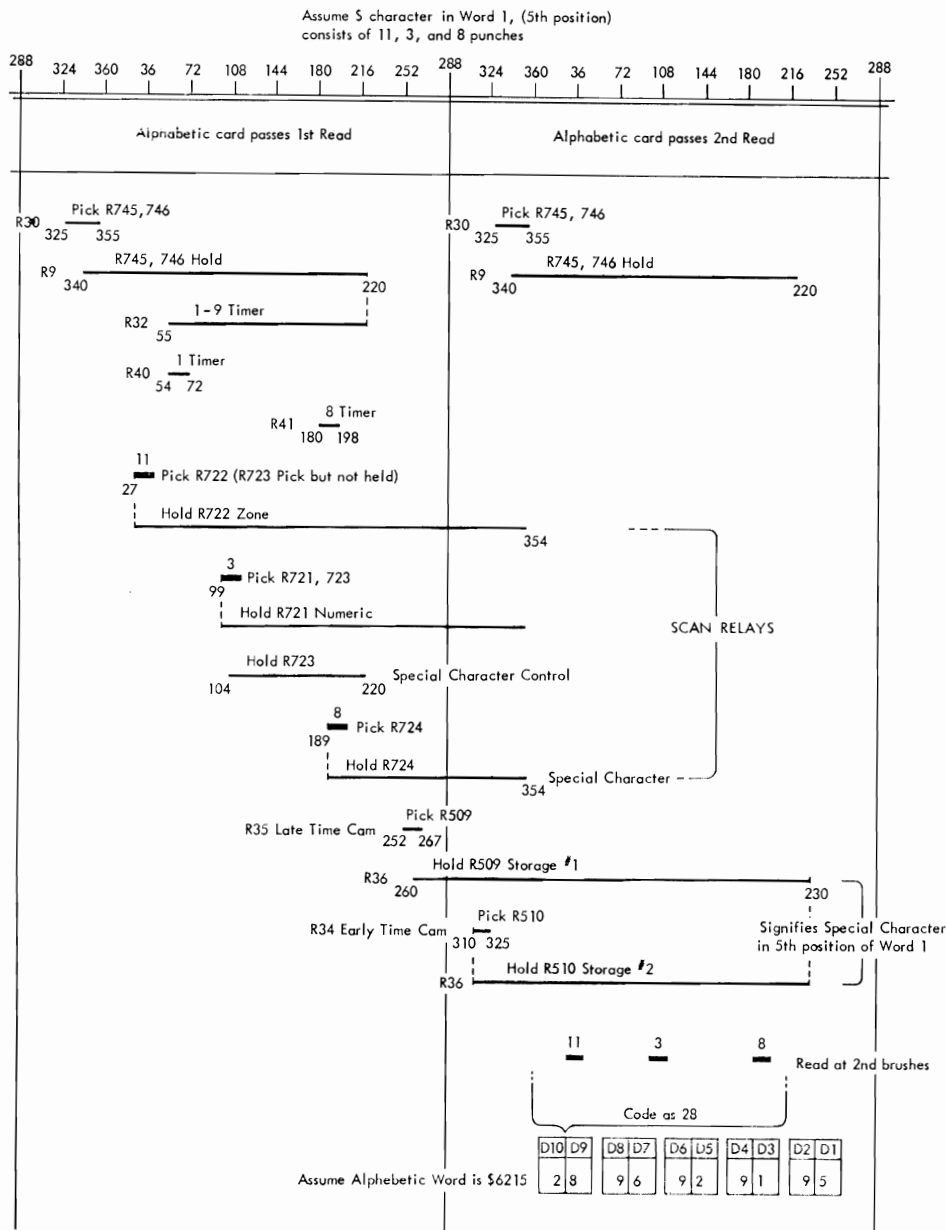 Assume S character in Word 1, (5th position)
consists of 11, 3, and 8 punches
288 324 360 36 72 108 144 180 216 252 288 324 360 36 72 108 144 180 216 252 288
Alphabetic card passes 1st Read
Alphabetic card passes 2nd Read
Pick R745,746
R30
325 355
Pick R745, 746
R30
325 355
R745, 746 Hold
R9
340 220
R745, 746 Hold
R9
340 220
1-9 Timer
R32
55
1 Timer
R40
54 72
8 Timer
R41
180 198
11
Pick R722 (R723 Pick but not held)
27
Hold R722 Zone
354
3
Pick R721, 723
99
Hold R721 Numeric
SCAN RELAYS
Hold R723
104 220
Special Character Control
8
Pick R724
189
Hold R724
354
Special Character
Pick R509
R35 Late Time Cam
252 267
Hold R509 Storage #1
R36
260 230
Pick R510
R34 Early Time Cam
310 325
Signifies Special Character
in 5th position of Word 1
Hold R510 Storage #2
R36
11 3 8
Read at 2nd brushes
Code as 28
D10 D9 D8 D7 D6 D5 D4 D3 D2 D1
Assume Alphebetic Word is $6215 2 8 9 6 9 2 9 1 9 5